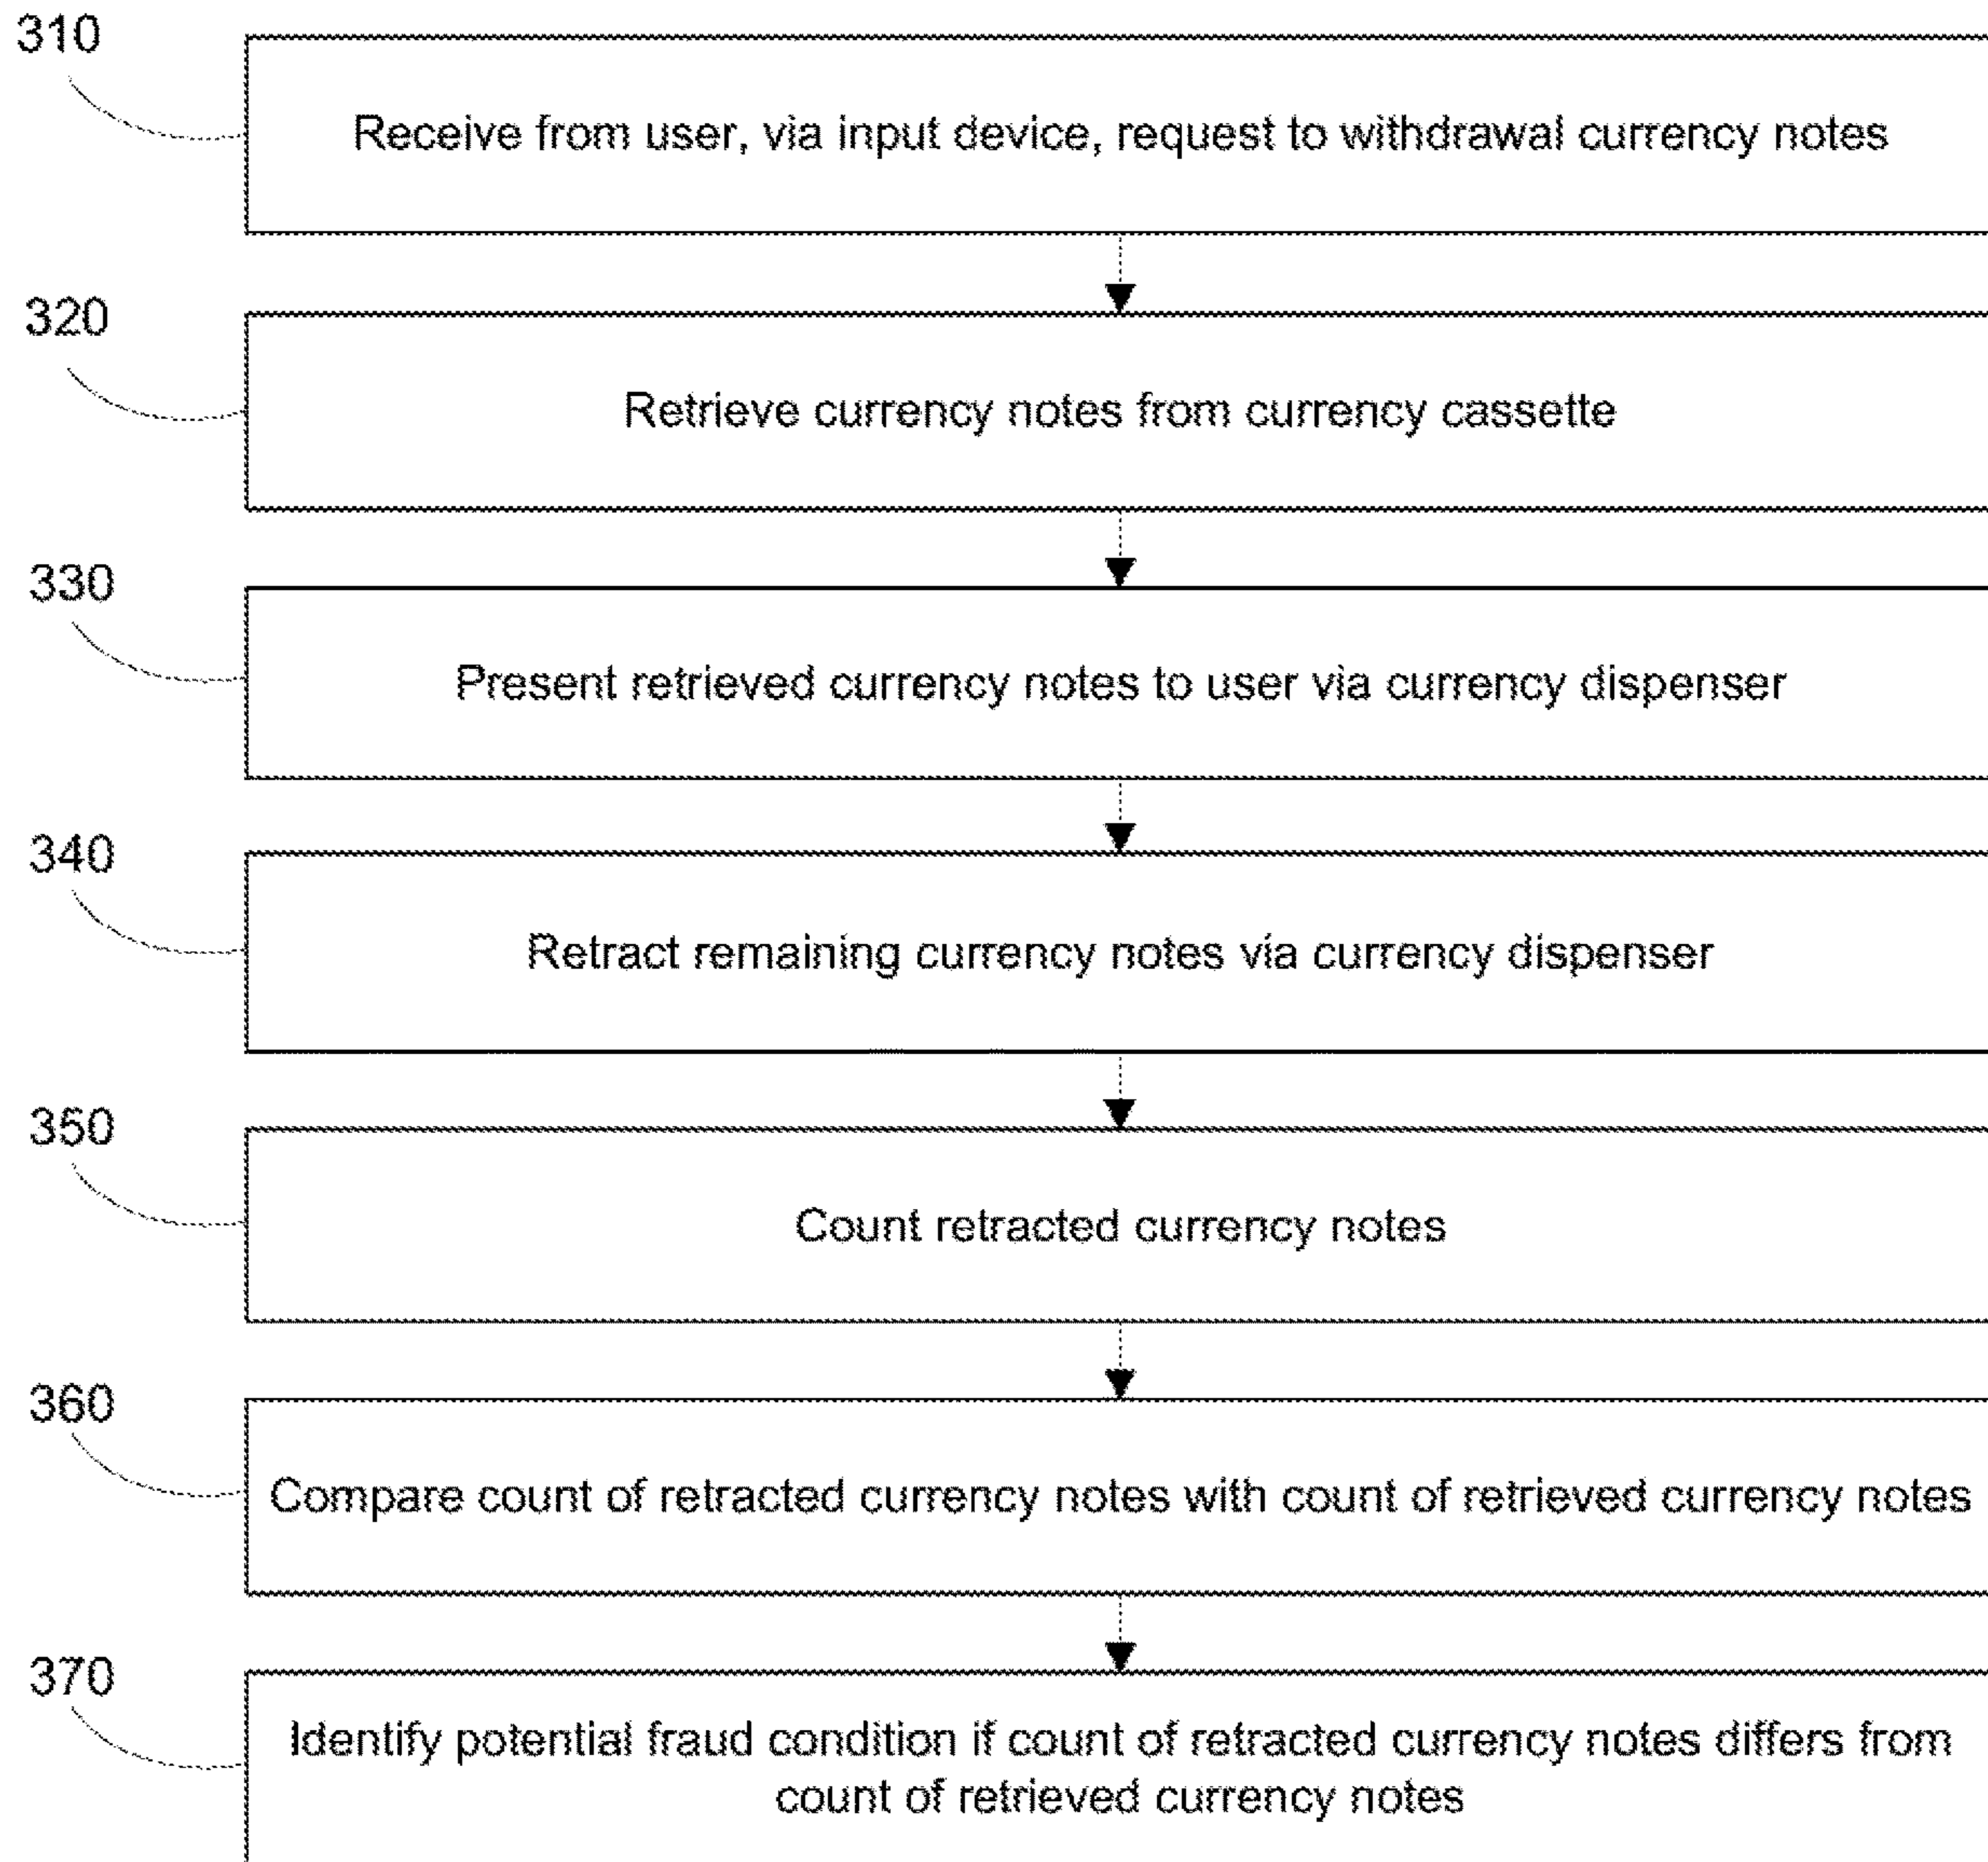 310
Receive from user, via input device, request to withdrawal currency notes
320
Retrieve currency notes from currency cassette
330
Present retrieved currency notes to user via currency dispenser
340
Retract remaining currency notes via currency dispenser
350
Count retracted currency notes
360
Compare count of retracted currency notes with count of retrieved currency notes
370
Identify potential fraud condition if count of retracted currency notes differs from
count of retrieved currency notes